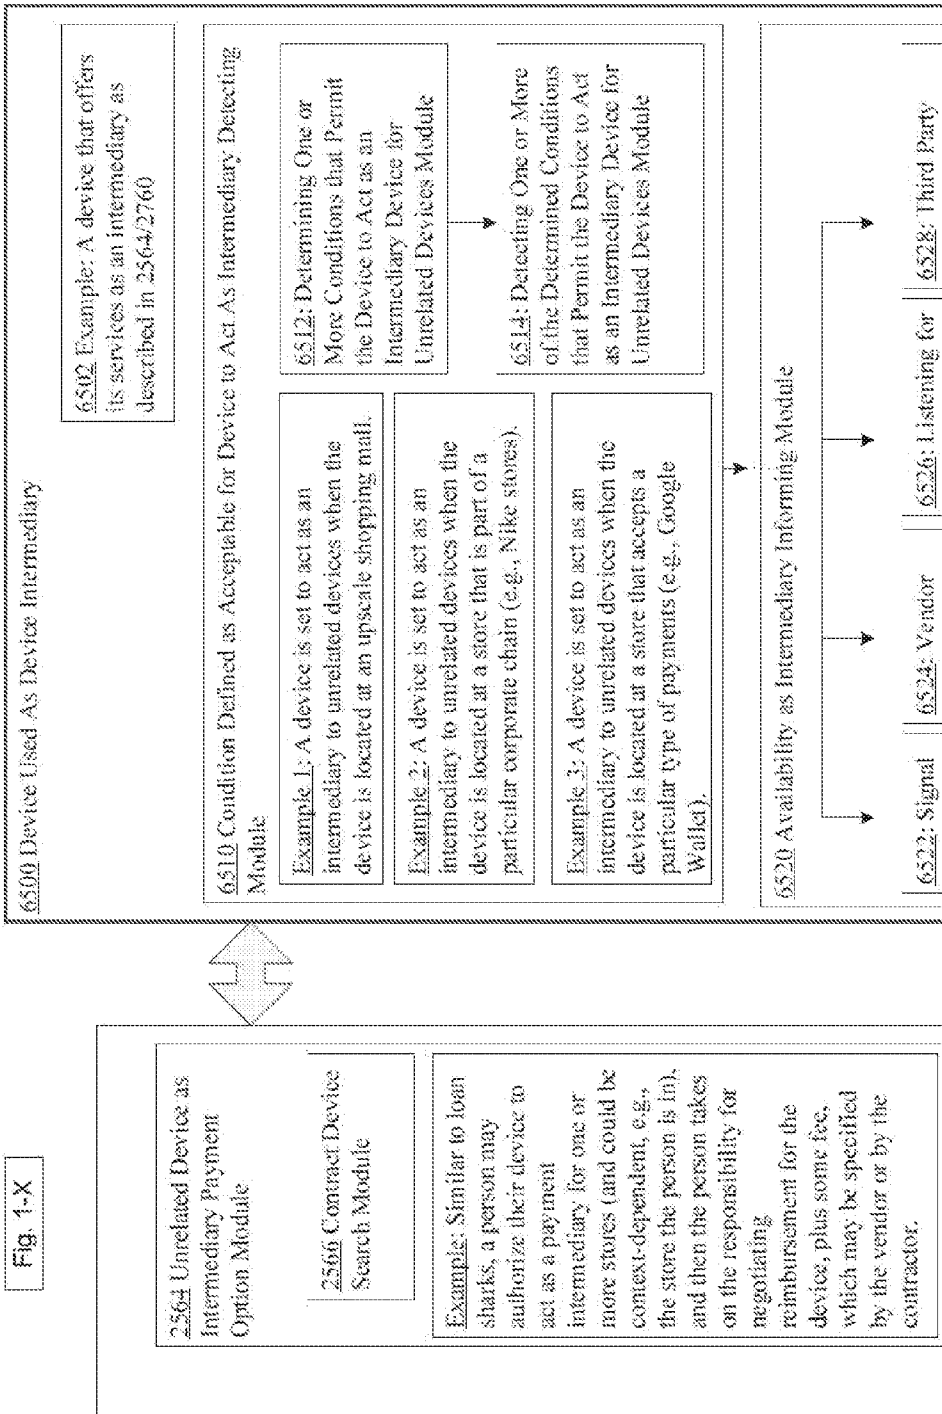 Fig. 1-X
2564 Unrelated Device as
Intermediary Payment
Option Module
2566 Contract Device
Search Module
Example: Similar to loan
sharks, a person may
authorize their device to
act as a payment
intermediary for one or
more stores (and could be
context-dependent, e.g.,
the store the person is in),
and then the person takes
on the responsibility for
negotiating
reimbursement for the
device, plus some fee,
which may be specified
by the vendor or by the
contractor.
6500 Device Used As Device Intermediary
6502 Example: A device that offers
its services as an intermediary as
described in 2564/2760
6510 Condition Defined as Acceptable for Device to Act As Intermediary Detecting
Module
Example 1: A device is set to act as an
intermediary to unrelated devices when the
device is located at an upscale shopping mall.
Example 2: A device is set to act as an
intermediary to unrelated devices when the
device is located at a store that is part of a
particular corporate chain (e.g., Nike stores).
Example 3: A device is set to act as an
intermediary to unrelated devices when the
device is located at a store that accepts a
particular type of payments (e.g., Google
Wallet).
6512: Determining One or
More Conditions that Permit
the Device to Act as an
Intermediary Device for
Unrelated Devices Module
6514: Detecting One or More
of the Determined Conditions
that Permit the Device to Act
as an Intermediary Device for
Unrelated Devices Module
6520 Availability as Intermediary Informing Module
6522: Signal
6524: Vendor
6526: Listening for
6528: Third Party